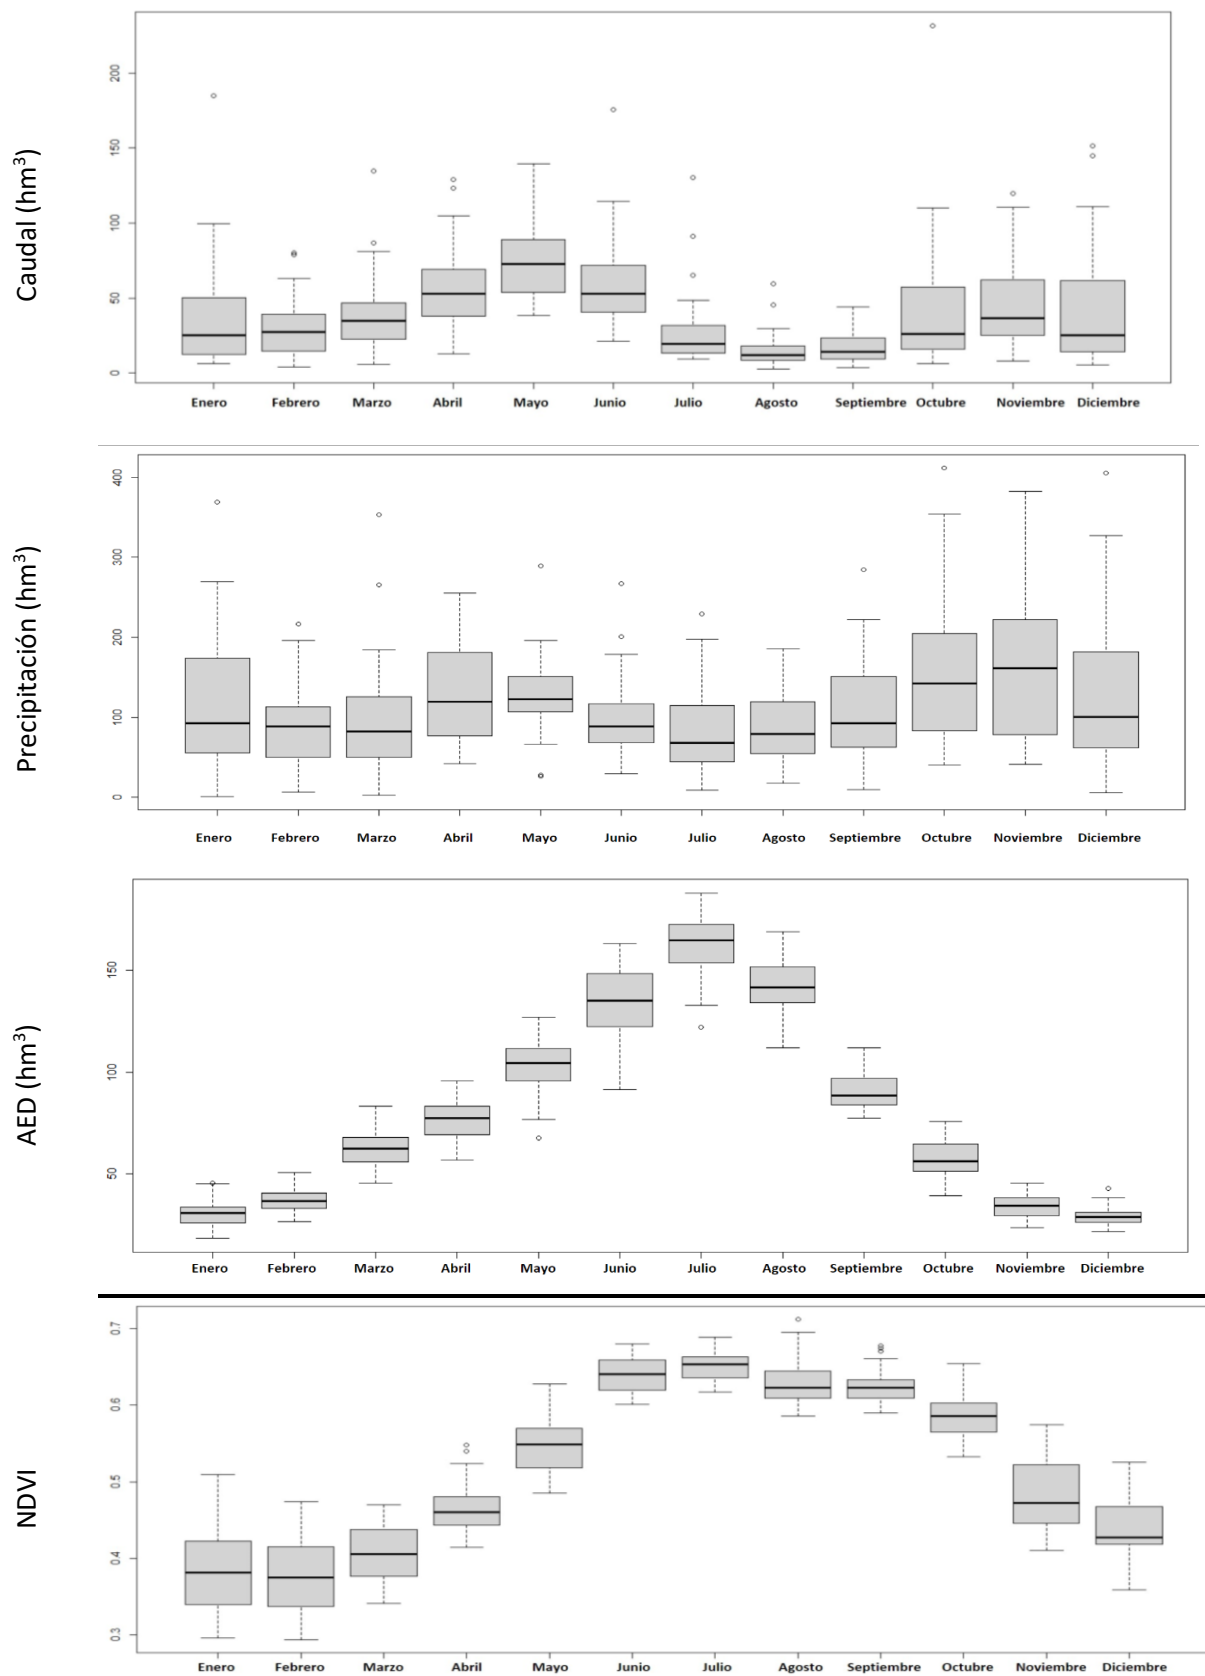 Caudal (hm³)
200
150
100
50
0
Enero Febrero Marzo Abril Mayo Junio Julio Agosto Septiembre Octubre Noviembre Diciembre
Precipitación (hm³)
400
300
200
100
0
Enero Febrero Marzo Abril Mayo Junio Julio Agosto Septiembre Octubre Noviembre Diciembre
AED (hm³)
150
100
50
Enero Febrero Marzo Abril Mayo Junio Julio Agosto Septiembre Octubre Noviembre Diciembre
NDVI
0.7
0.6
0.5
0.4
0.3
Enero Febrero Marzo Abril Mayo Junio Julio Agosto Septiembre Octubre Noviembre Diciembre